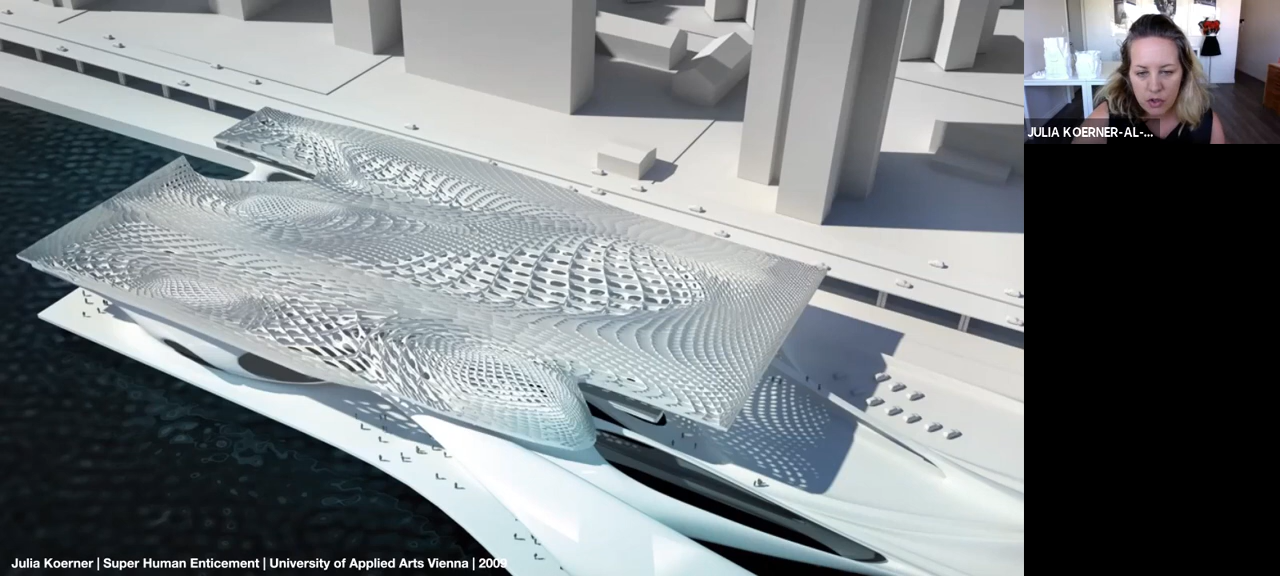 JULIA KOERNER-AL-...
Julia Koerner | Super Human Enticement | University of Applied Arts Vienna | 2009